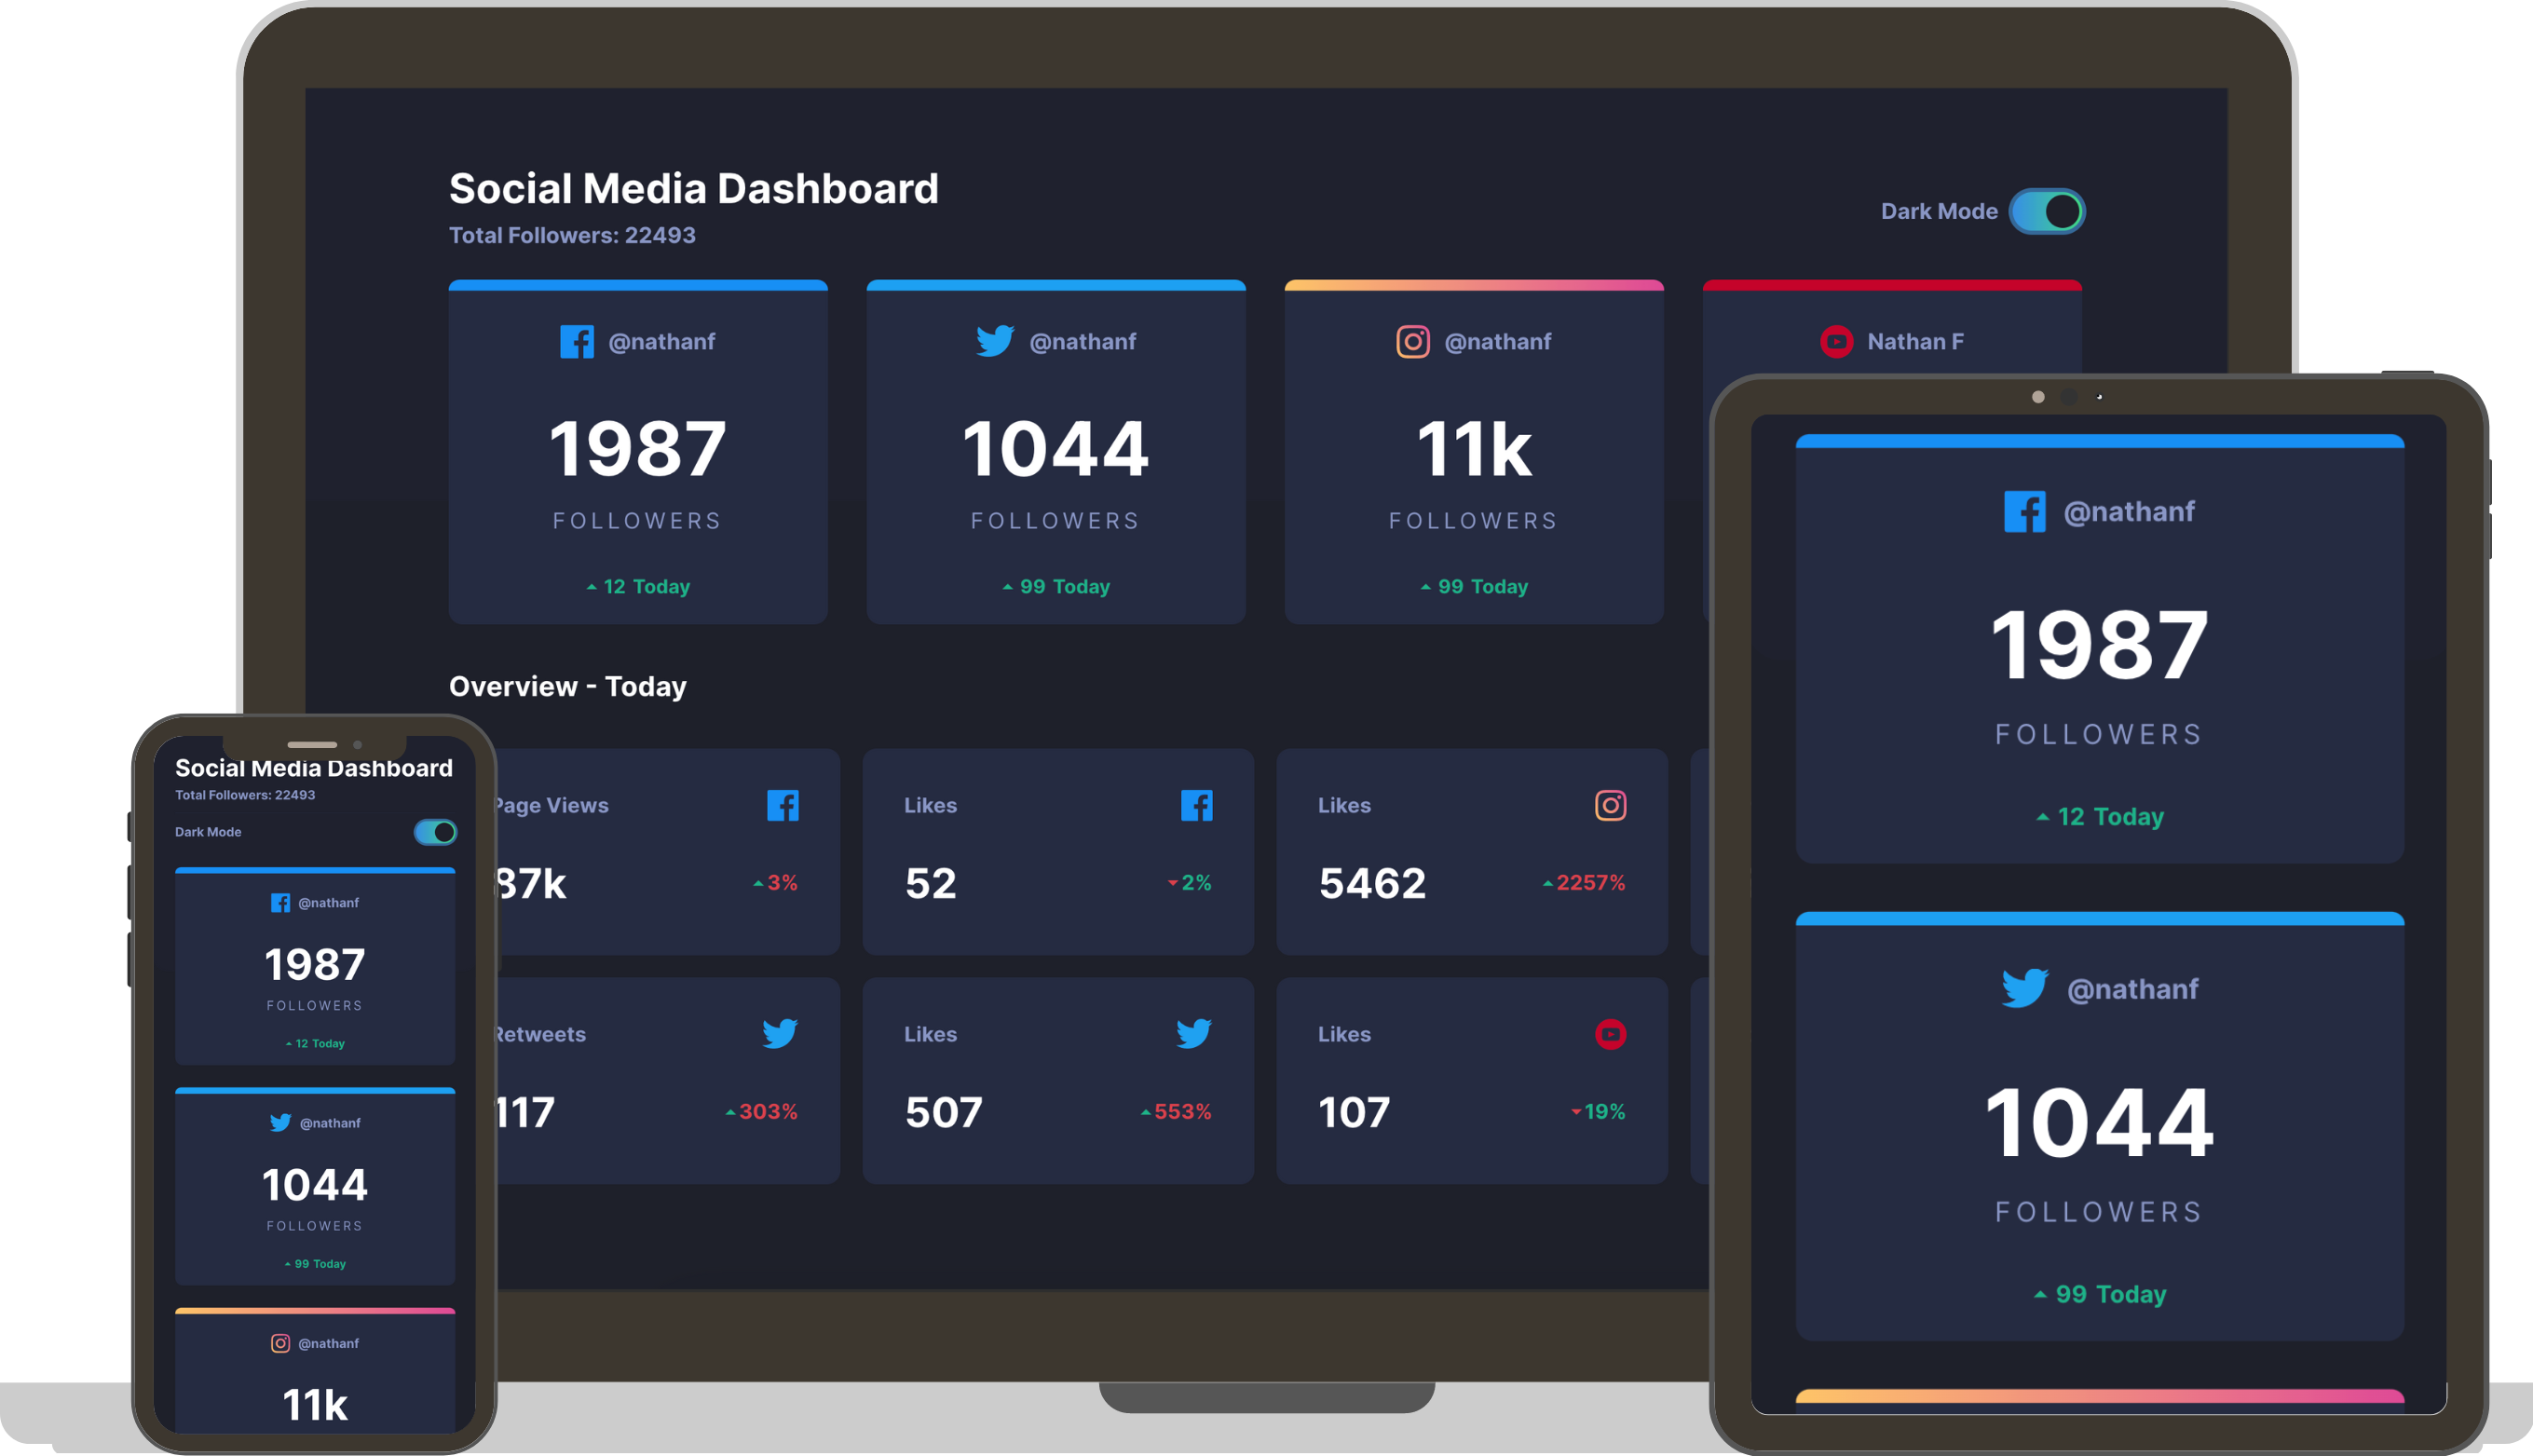 Social Media Dashboard
Total Followers: 22493
Dark Mode
@nathanf
1987
FOLLOWERS
12 Today
@nathanf
1044
FOLLOWERS
99 Today
@nathanf
11k
FOLLOWERS
99 Today
Nathan F
Overview - Today
Page Views
87k
3%
Likes
52
2%
Likes
5462
2257%
Retweets
117
303%
Likes
507
553%
Likes
107
19%
Social Media Dashboard
Total Followers: 22493
Dark Mode
@nathanf
1987
FOLLOWERS
12 Today
@nathanf
1044
FOLLOWERS
99 Today
@nathanf
11k
@nathanf
1987
FOLLOWERS
12 Today
@nathanf
1044
FOLLOWERS
99 Today